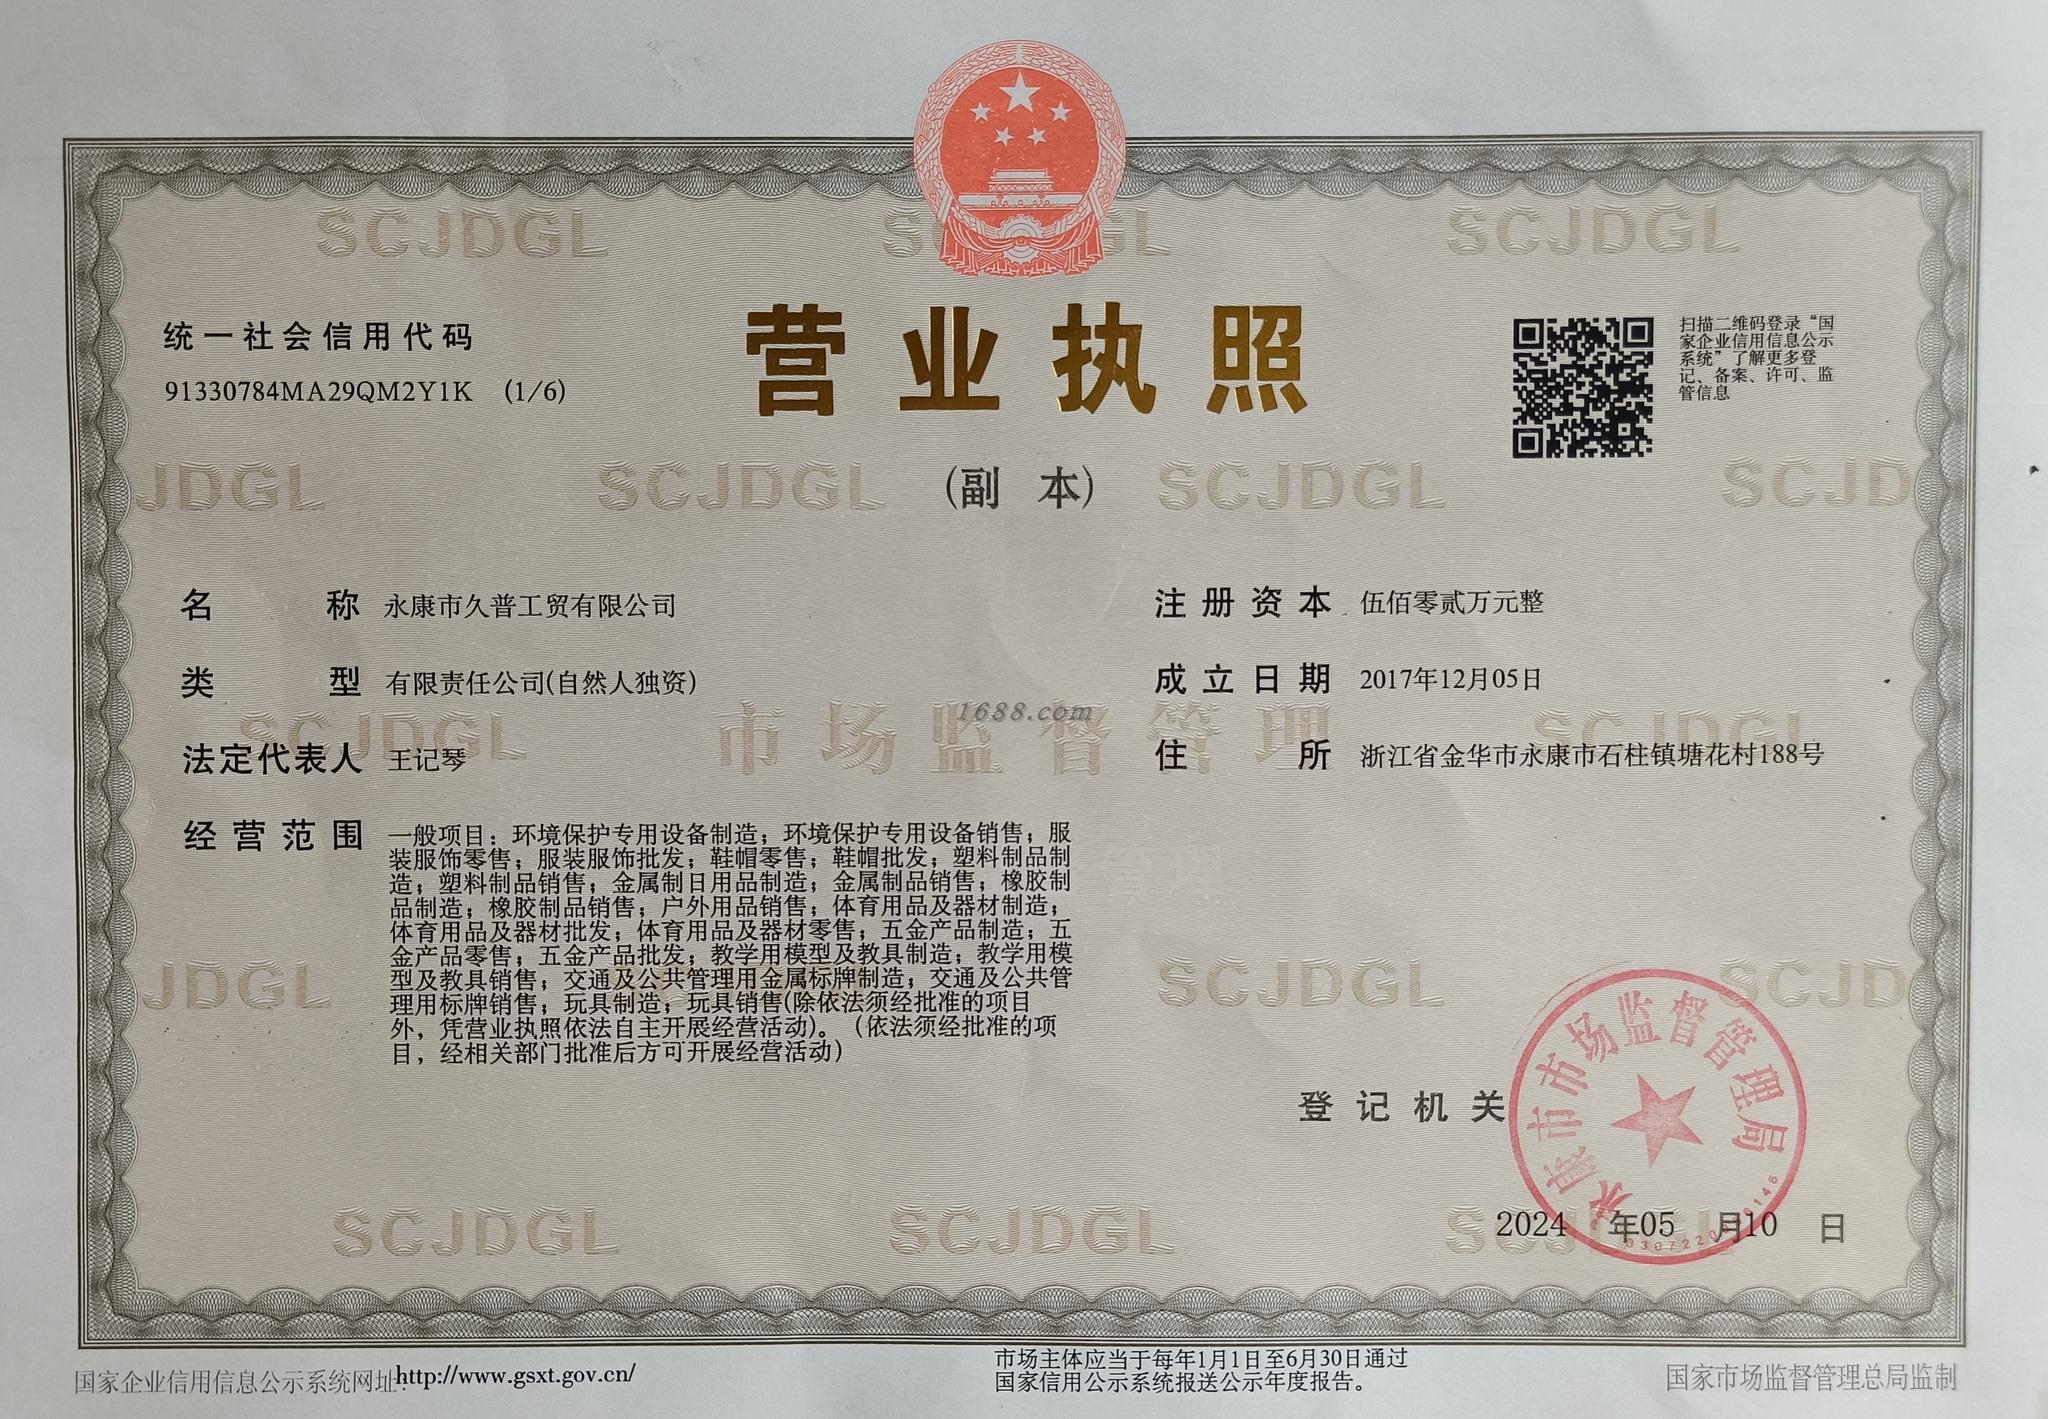 SCJDGL SCJDGL SCJDGL
统一社会信用代码
91330784MA29QM2Y1K (1/6)
营业执照
(副 本)
扫描二维码登录“国
家企业信用信息公示
系统”了解更多登
记、备案、许可、监
管信息
JDGL SCJDGL SCJDGL SCJD
名 称 永康市久普工贸有限公司
类 型 有限责任公司(自然人独资)
法定代表人 王记琴
经营范围 一般项目：环境保护专用设备制造；环境保护专用设备销售；服
装服饰零售；服装服饰批发；鞋帽零售；鞋帽批发；塑料制品制
造；塑料制品销售；金属制日用品制造；金属制品销售；橡胶制
品制造；橡胶制品销售；户外用品销售；体育用品及器材制造；
体育用品及器材批发；体育用品及器材零售；五金产品制造；五
金产品零售；五金产品批发；教学用模型及教具制造；教学用模
型及教具销售；交通及公共管理用金属标牌制造；交通及公共管
理用标牌销售；玩具制造；玩具销售(除依法须经批准的项目
外，凭营业执照依法自主开展经营活动)。（依法须经批准的项
目，经相关部门批准后方可开展经营活动）
注册资本 伍佰零贰万元整
成立日期 2017年12月05日
住 所 浙江省金华市永康市石柱镇塘花村188号
SCJDGL 市场监督管理 SCJDGL
1688.com
JDGL SCJDGL SCJD
登记机关
永康市市场监督管理局
2024 年05 月10 日
SCJDGL SCJDGL SCJDGL
国家企业信用信息公示系统网址:http://www.gsxt.gov.cn/
市场主体应当于每年1月1日至6月30日通过
国家信用公示系统报送公示年度报告。
国家市场监督管理总局监制